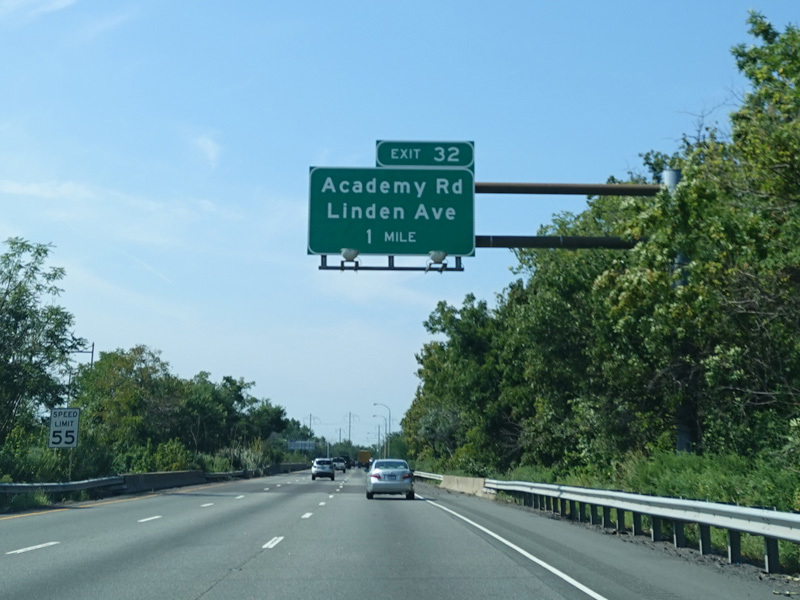 EXIT 32
Academy Rd
Linden Ave
1 MILE
SPEED
LIMIT
55